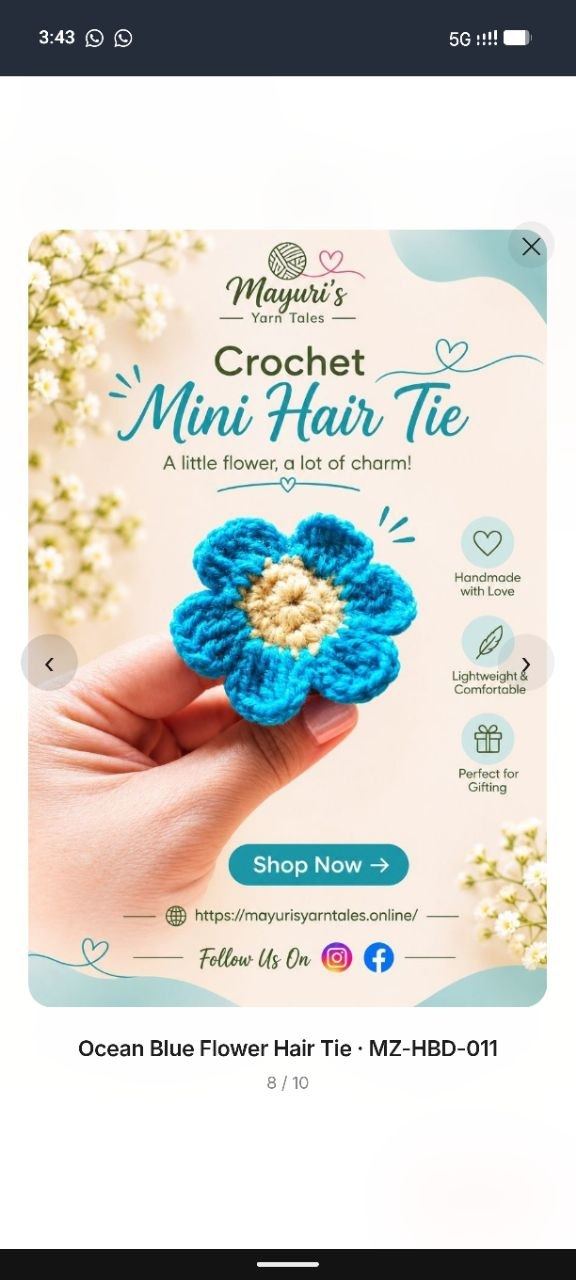 3:43
5G
Mayuri's
Yarn Tales
Crochet
Mini Hair Tie
A little flower, a lot of charm!
Handmade
with Love
Lightweight &
Comfortable
Perfect for
Gifting
Shop Now →
https://mayurisyarntales.online/
Follow Us On
Ocean Blue Flower Hair Tie · MZ-HBD-011
8 / 10